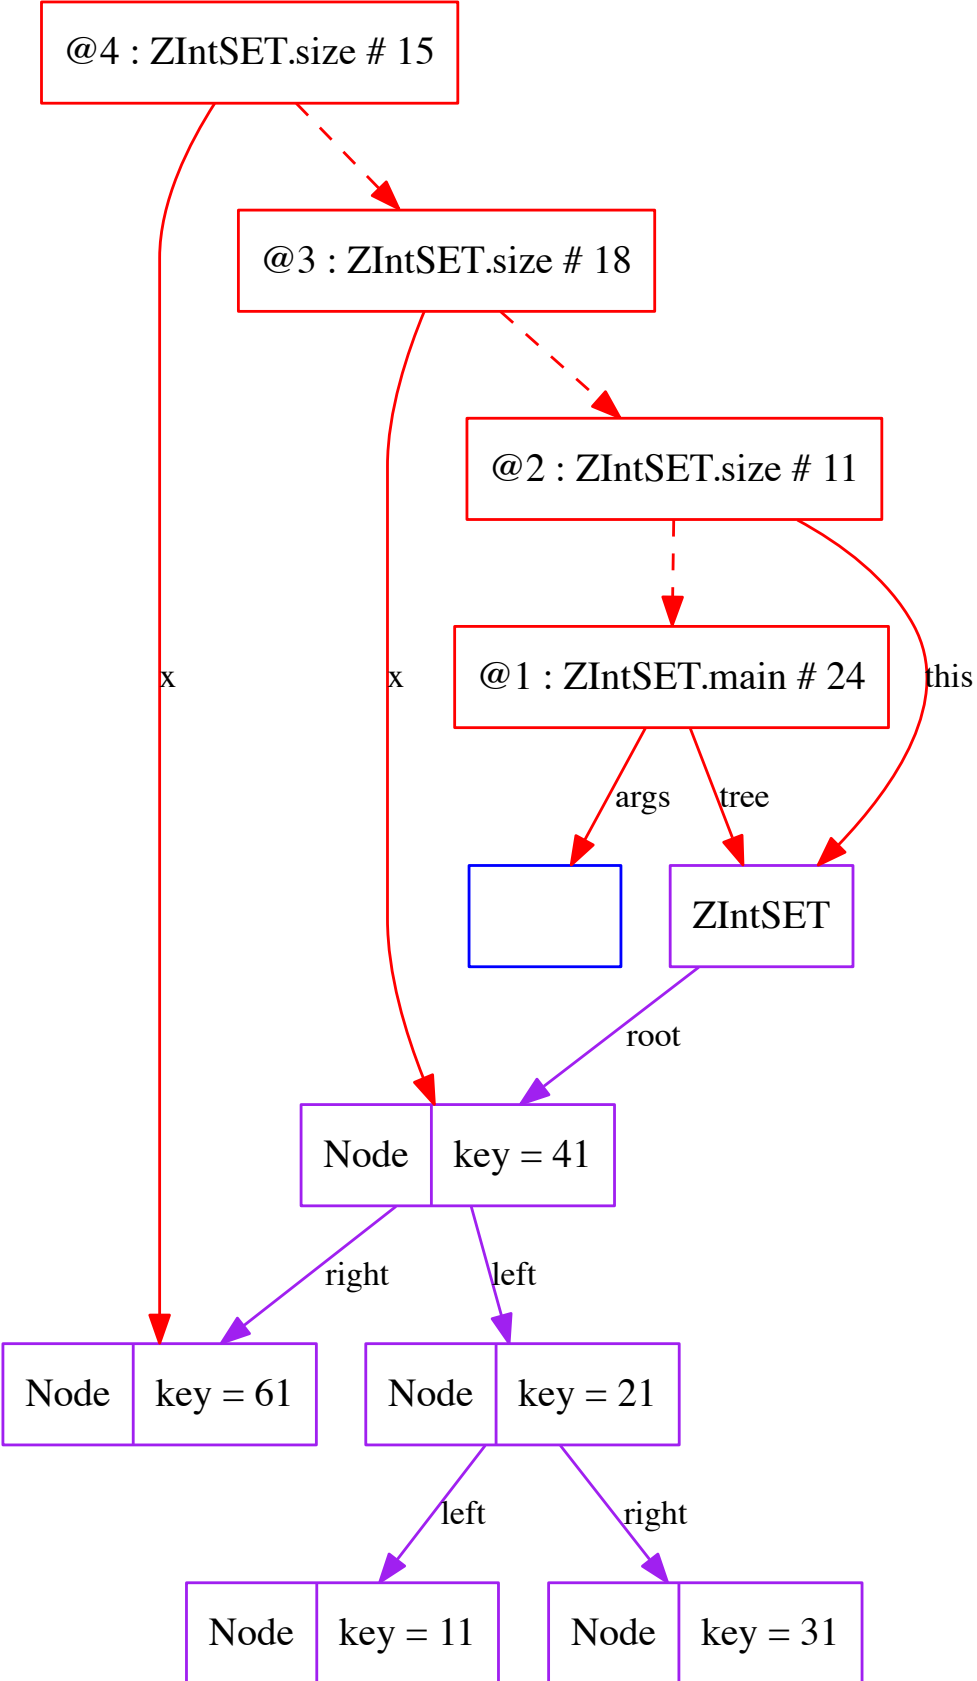 @4 : ZIntSET.size # 15
@3 : ZIntSET.size # 18
@2 : ZIntSET.size # 11
x
x
@1 : ZIntSET.main # 24
this
args
tree
ZIntSET
root
Node
key = 41
right
left
Node
key = 61
Node
key = 21
left
right
Node
key = 11
Node
key = 31